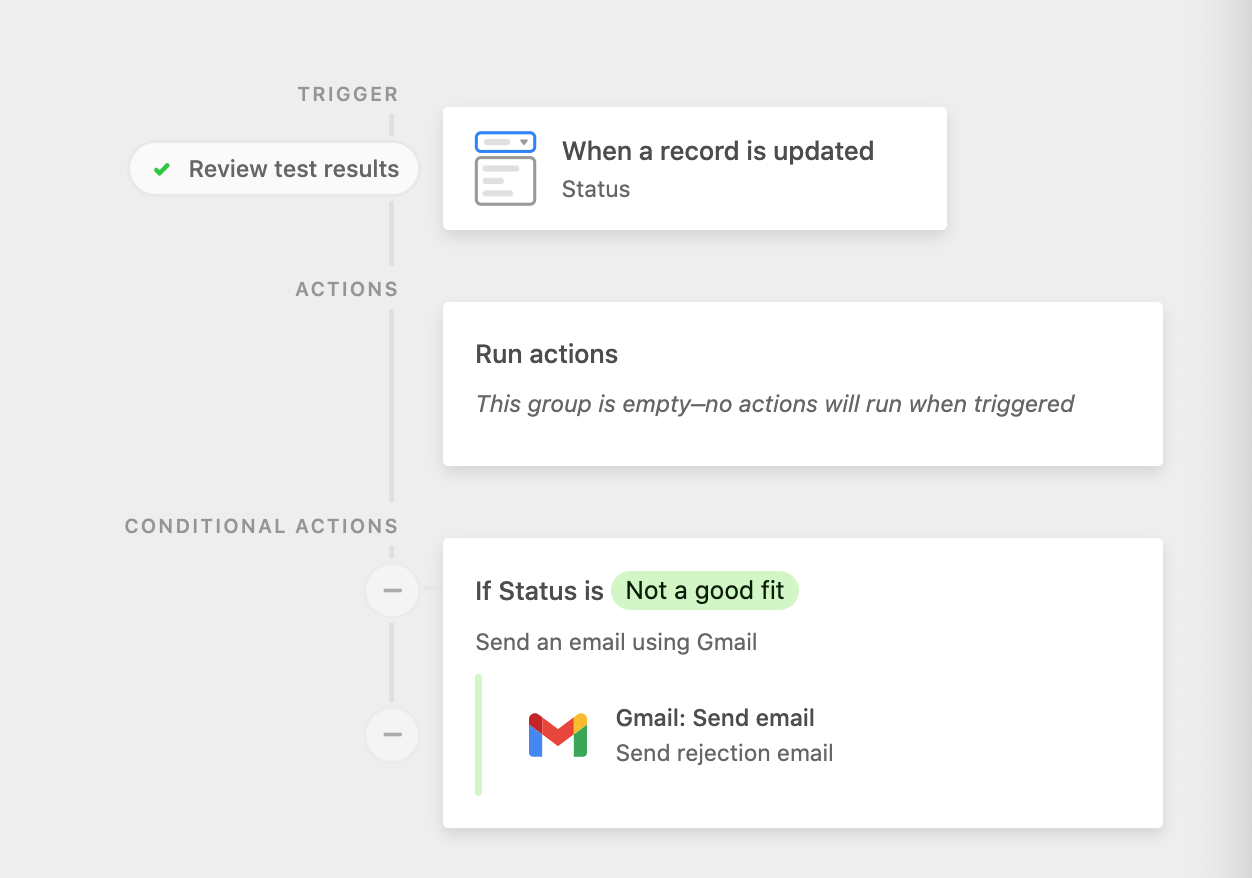 TRIGGER
Review test results
When a record is updated
Status
ACTIONS
Run actions
This group is empty—no actions will run when triggered
CONDITIONAL ACTIONS
If Status is Not a good fit
Send an email using Gmail
Gmail: Send email
Send rejection email